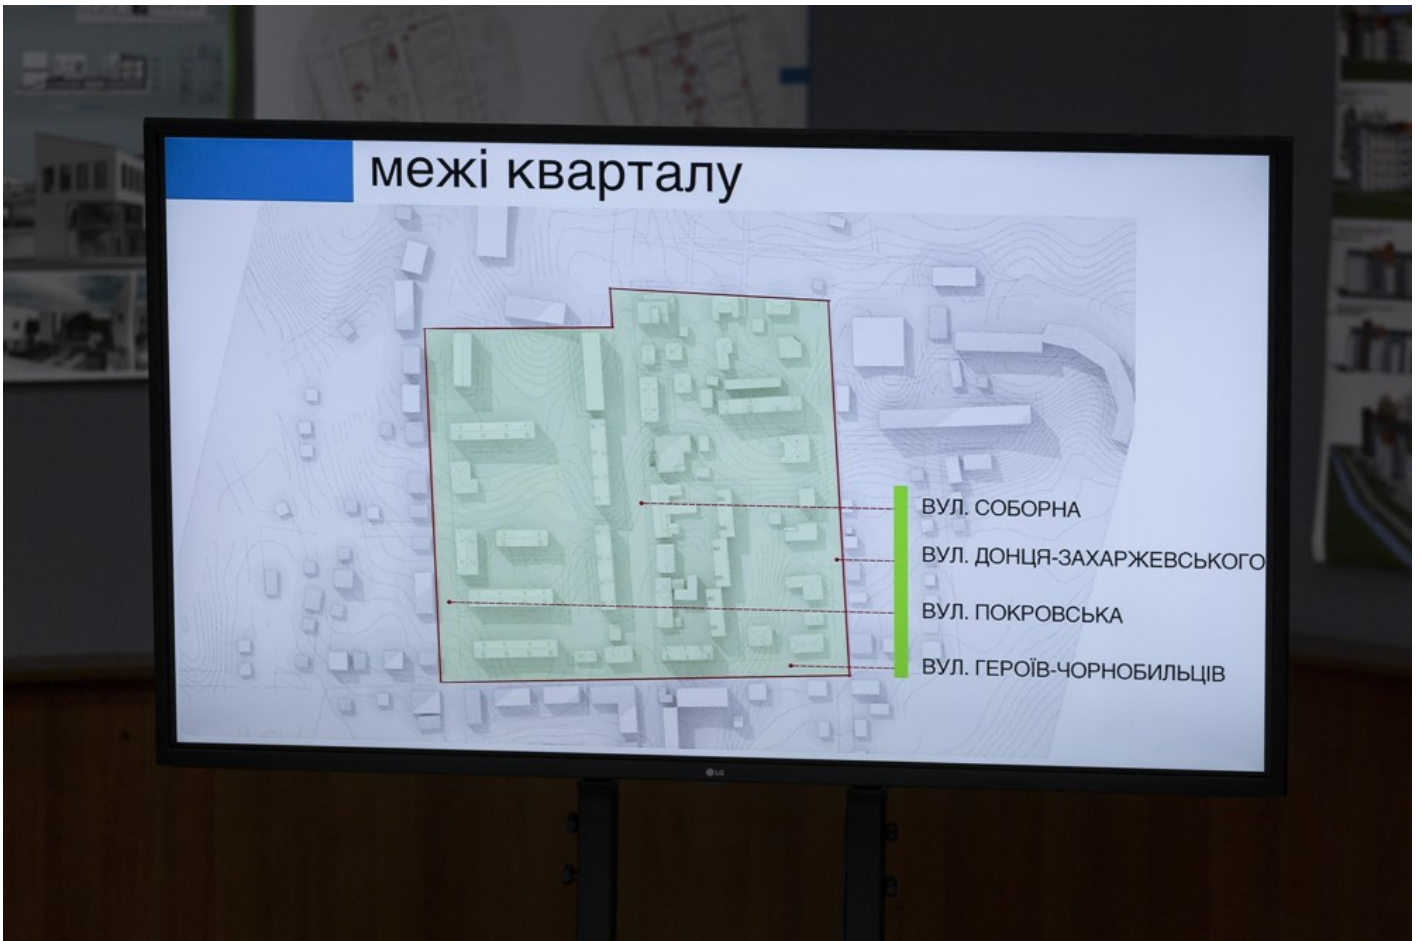 межі кварталу
ВУЛ. СОБОРНА
ВУЛ. ДОНЦЯ-ЗАХАРЖЕВСЬКОГО
ВУЛ. ПОКРОВСЬКА
ВУЛ. ГЕРОЇВ-ЧОРНОБИЛЬЦІВ
LG